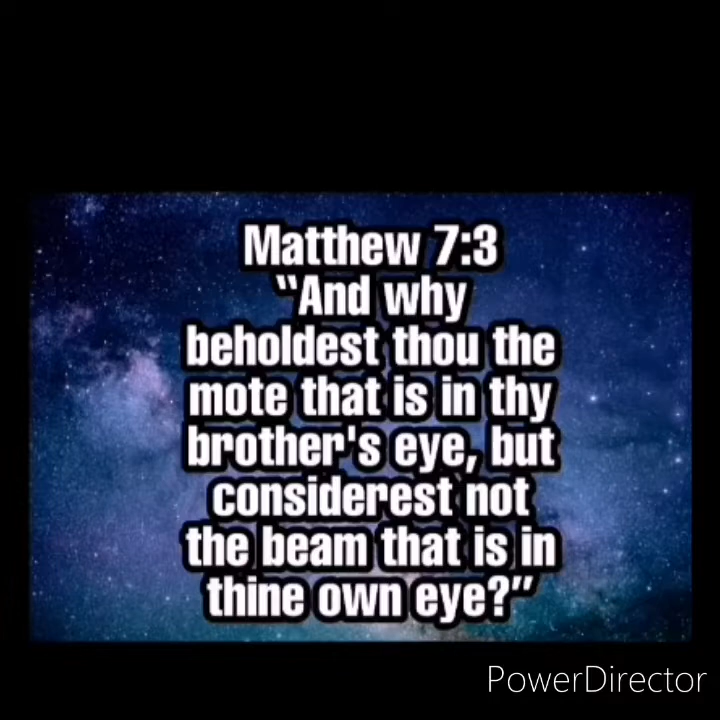 Matthew 7:3
“And why
beholdest thou the
mote that is in thy
brother's eye, but
considerest not
the beam that is in
thine own eye?”
PowerDirector